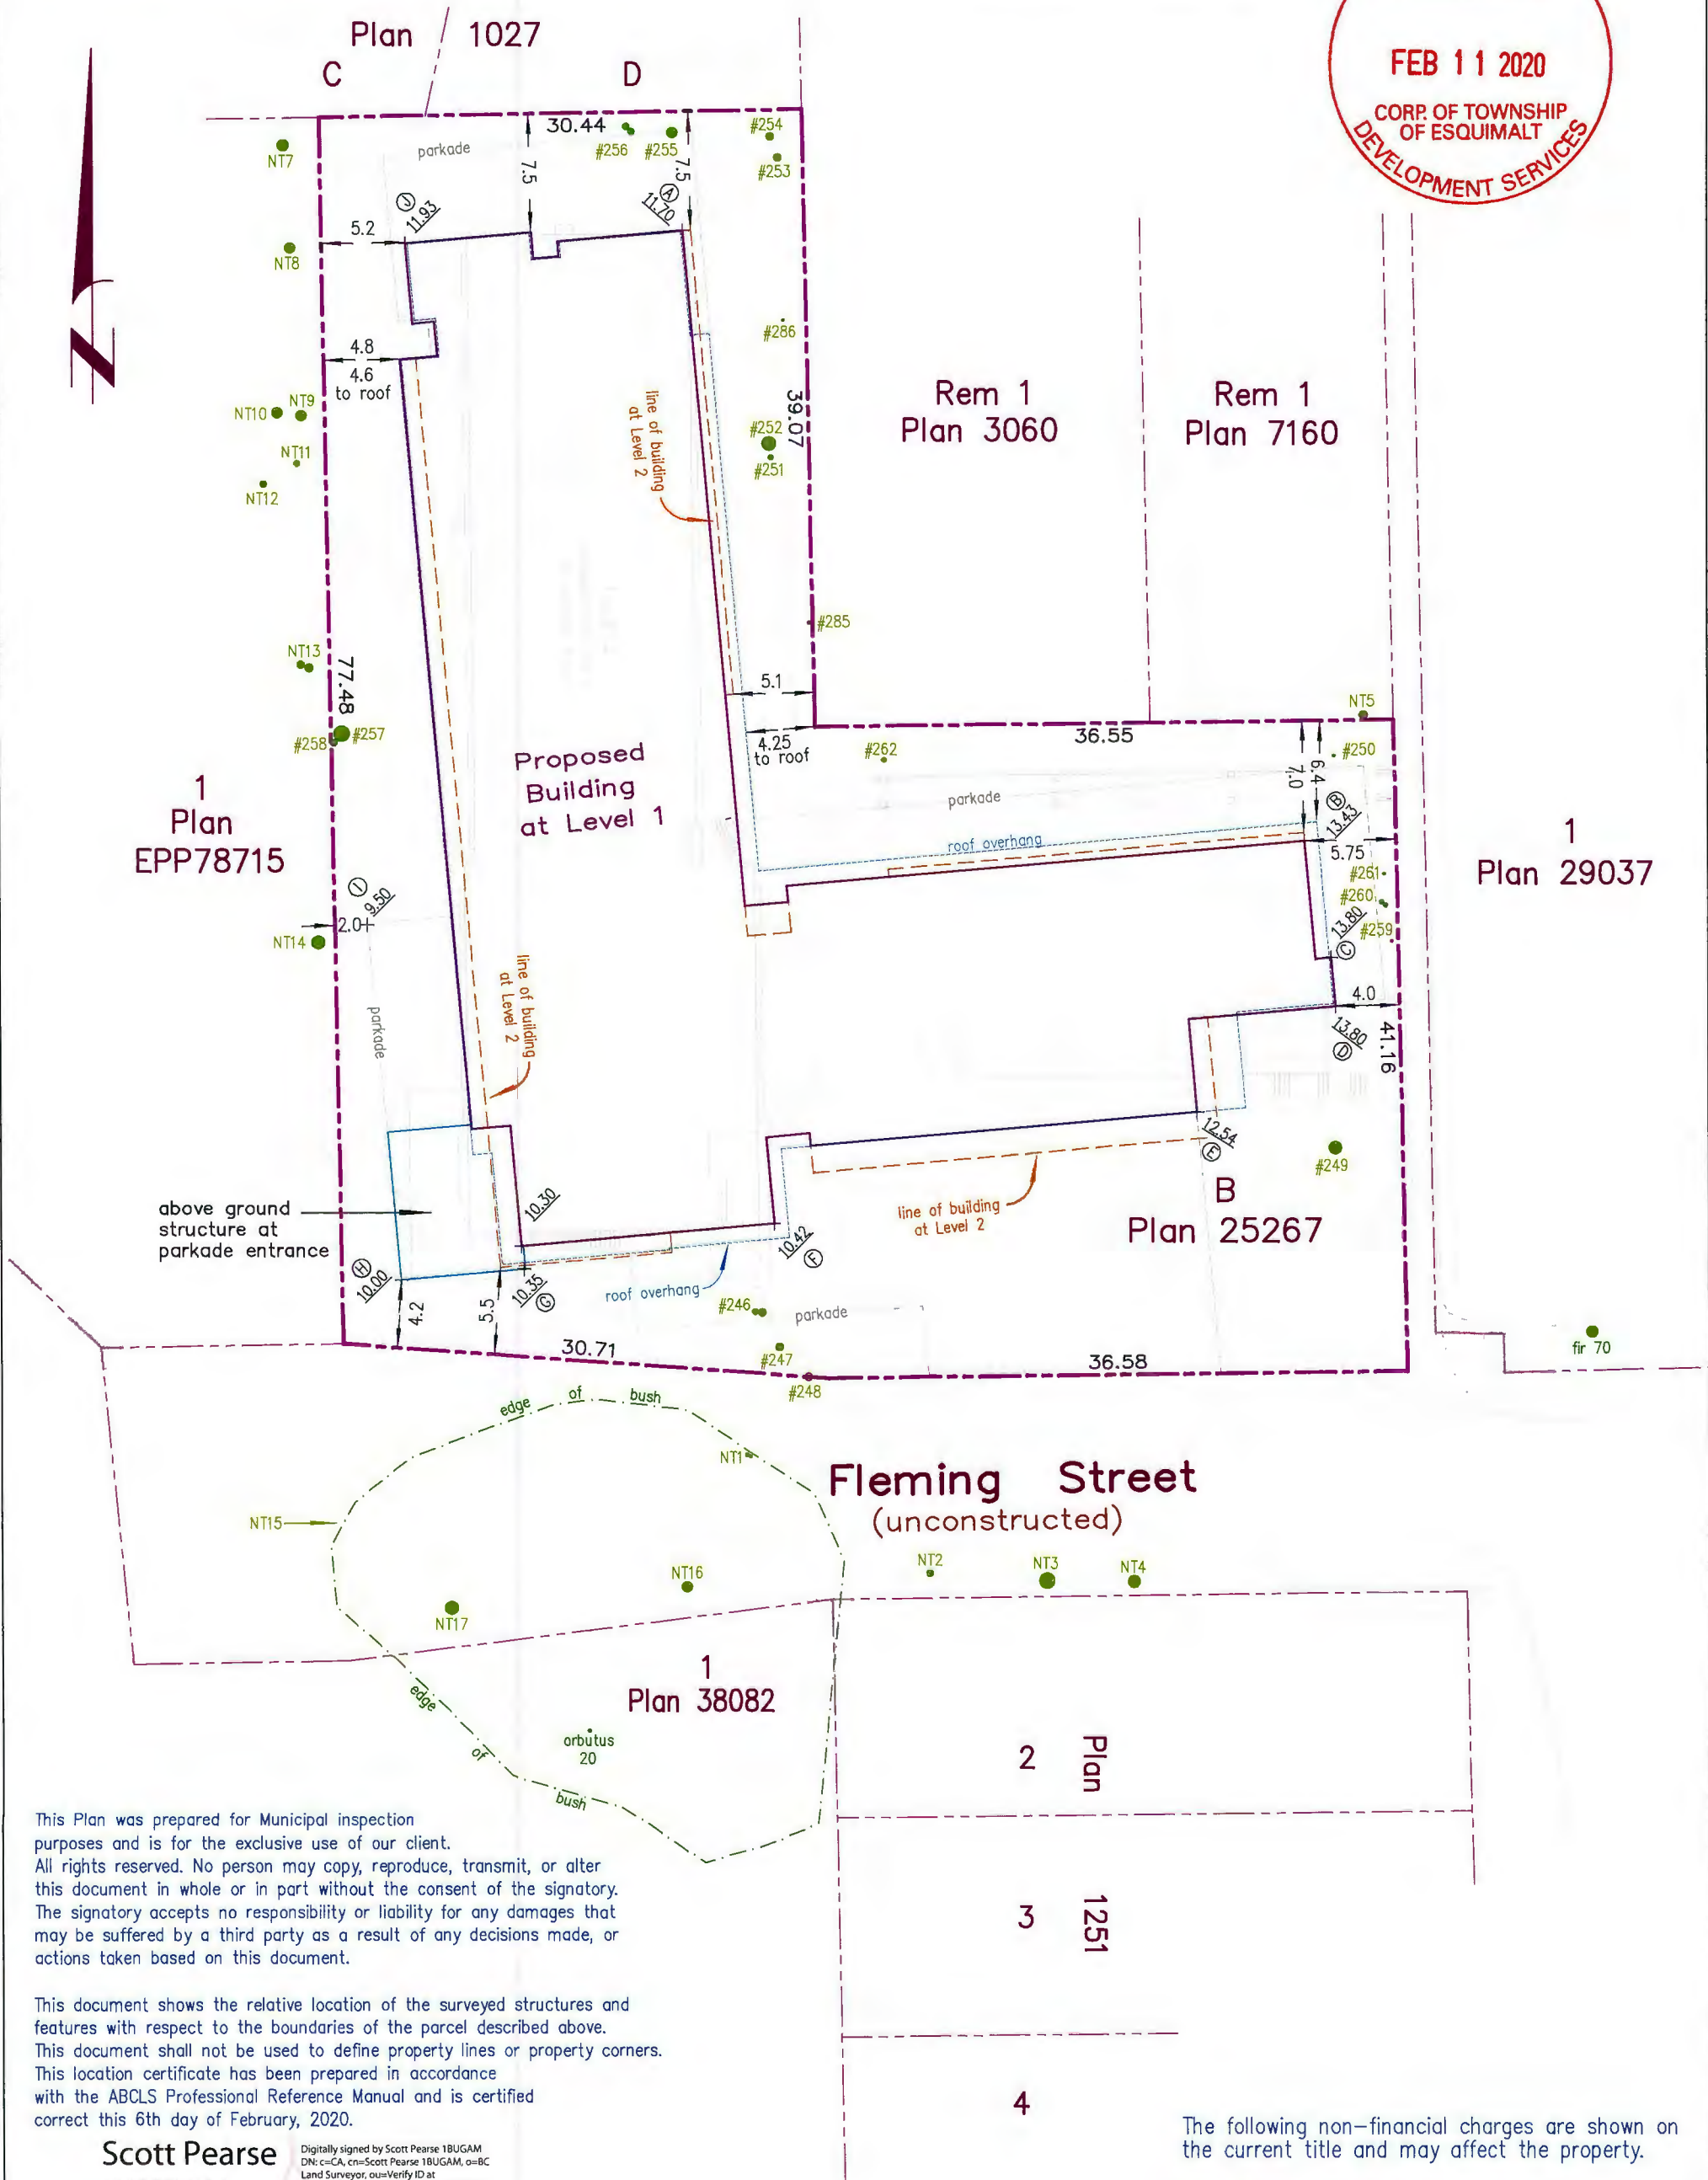 Plan 1027
C
D
FEB 11 2020
CORP. OF TOWNSHIP
OF ESQUIMALT
DEVELOPMENT SERVICES
N
NT7
parkade
30.44
#256
#255
#254
#253
7.5
7.5
J
11.93
A
11.70
5.2
NT8
4.8
4.6
to roof
#286
NT10
NT9
NT11
NT12
line of building
at Level 2
39.07
#252
#251
Rem 1
Plan 3060
Rem 1
Plan 7160
#285
NT13
77.48
#258
#257
5.1
4.25
to roof
36.55
NT5
#262
#250
7.0
6.4
Proposed
Building
at Level 1
parkade
roof overhang
B
13.43
5.75
#261
#260
13.80
#259
C
1
Plan
EPP78715
1
Plan 29037
I
9.50
2.0
NT14
parkade
line of building
at Level 2
4.0
13.80
D
41.16
12.54
E
#249
B
Plan 25267
above ground
structure at
parkade entrance
10.30
line of building
at Level 2
10.42
F
H
10.00
10.35
G
roof overhang
#246
parkade
4.2
5.5
30.71
#247
36.58
#248
fir 70
edge of bush
NT1
Fleming Street
(unconstructed)
NT15
NT16
NT2
NT3
NT4
NT17
1
Plan 38082
edge of bush
orbutus
20
2
Plan
3
1251
4
This Plan was prepared for Municipal inspection
purposes and is for the exclusive use of our client.
All rights reserved. No person may copy, reproduce, transmit, or alter
this document in whole or in part without the consent of the signatory.
The signatory accepts no responsibility or liability for any damages that
may be suffered by a third party as a result of any decisions made, or
actions taken based on this document.
This document shows the relative location of the surveyed structures and
features with respect to the boundaries of the parcel described above.
This document shall not be used to define property lines or property corners.
This location certificate has been prepared in accordance
with the ABCLS Professional Reference Manual and is certified
correct this 6th day of February, 2020.
Scott Pearse
Digitally signed by Scott Pearse 1BUGAM
DN: c=CA, cn=Scott Pearse 1BUGAM, o=BC
Land Surveyor, ou=Verify ID at
The following non-financial charges are shown on
the current title and may affect the property.